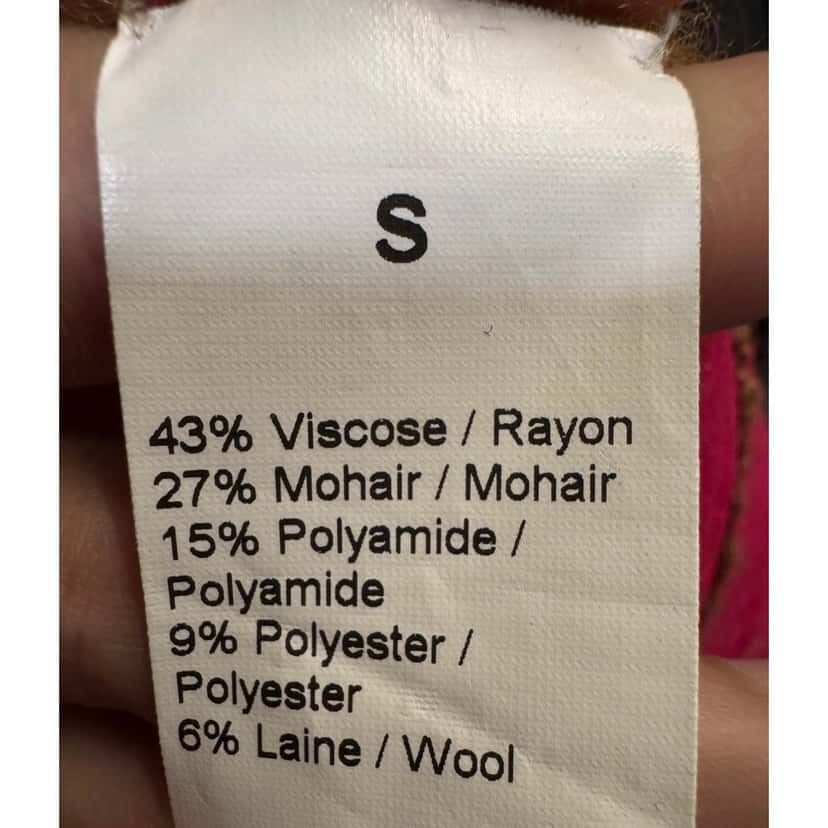 S
43% Viscose / Rayon
27% Mohair / Mohair
15% Polyamide /
Polyamide
9% Polyester /
Polyester
6% Laine / Wool